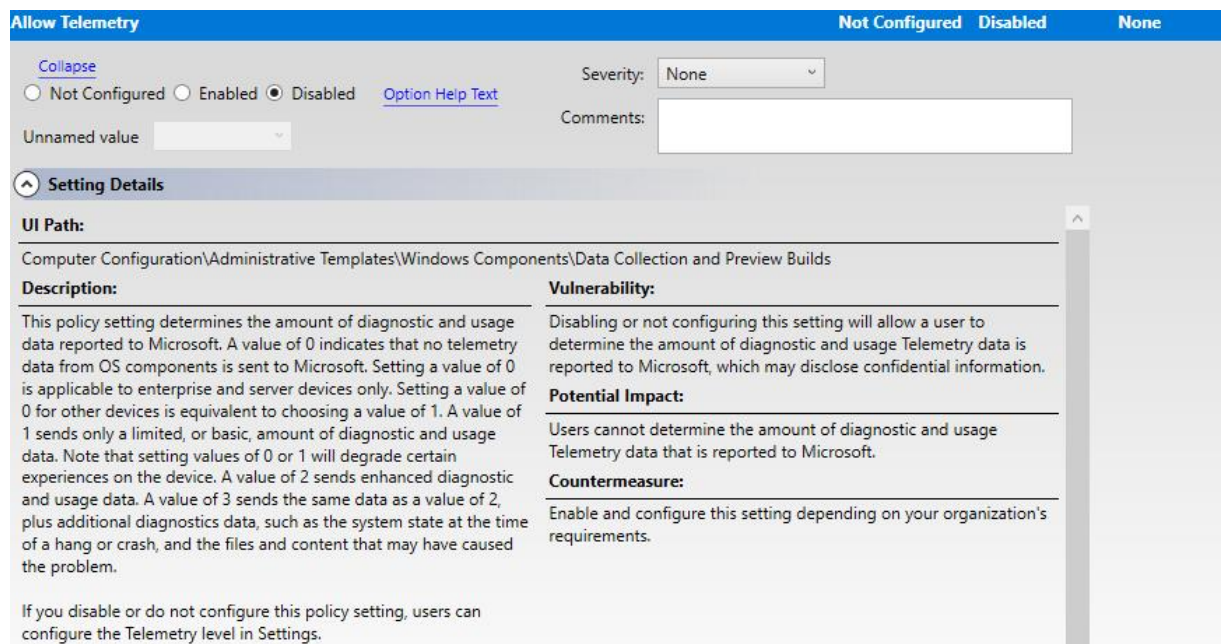 Allow Telemetry Not Configured Disabled None
Collapse
Not Configured Enabled Disabled Option Help Text
Severity: None
Unnamed value
Comments:
Setting Details
UI Path:
Computer Configuration\Administrative Templates\Windows Components\Data Collection and Preview Builds
Description:
This policy setting determines the amount of diagnostic and usage
data reported to Microsoft. A value of 0 indicates that no telemetry
data from OS components is sent to Microsoft. Setting a value of 0
is applicable to enterprise and server devices only. Setting a value of
0 for other devices is equivalent to choosing a value of 1. A value of
1 sends only a limited, or basic, amount of diagnostic and usage
data. Note that setting values of 0 or 1 will degrade certain
experiences on the device. A value of 2 sends enhanced diagnostic
and usage data. A value of 3 sends the same data as a value of 2,
plus additional diagnostics data, such as the system state at the time
of a hang or crash, and the files and content that may have caused
the problem.
If you disable or do not configure this policy setting, users can
configure the Telemetry level in Settings.
Vulnerability:
Disabling or not configuring this setting will allow a user to
determine the amount of diagnostic and usage Telemetry data is
reported to Microsoft, which may disclose confidential information.
Potential Impact:
Users cannot determine the amount of diagnostic and usage
Telemetry data that is reported to Microsoft.
Countermeasure:
Enable and configure this setting depending on your organization's
requirements.